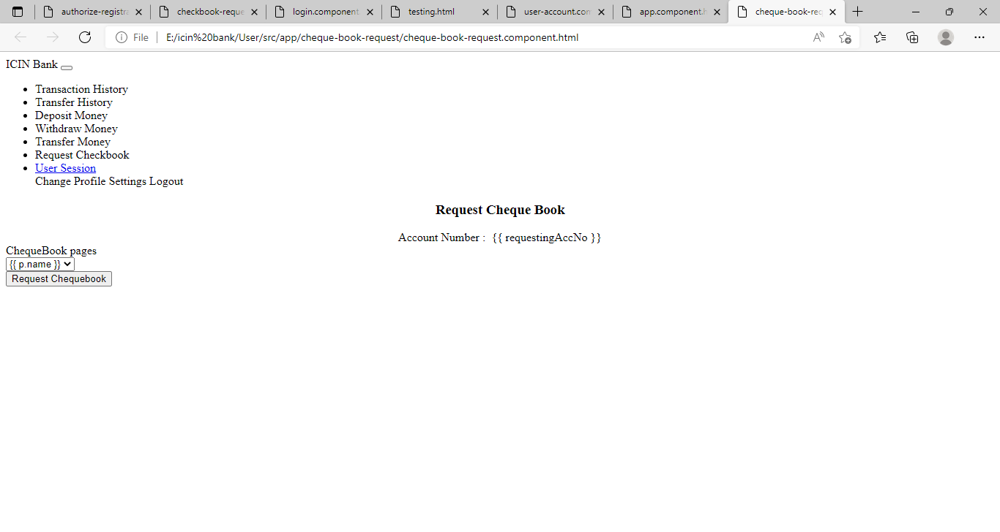 authorize-registra
checkbook-reque
login.component
testing.html
user-account.con
app.component.h
cheque-book-req
File
E:/icin%20bank/User/src/app/cheque-book-request/cheque-book-request.component.html
ICIN Bank
Transaction History
Transfer History
Deposit Money
Withdraw Money
Transfer Money
Request Checkbook
User Session
Change Profile Settings Logout
Request Cheque Book
Account Number : {{ requestingAccNo }}
ChequeBook pages
{{ p.name }}
Request Chequebook